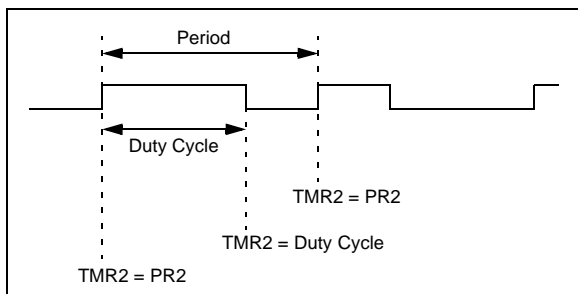 Period
Duty Cycle
TMR2 = PR2
TMR2 = Duty Cycle
TMR2 = PR2